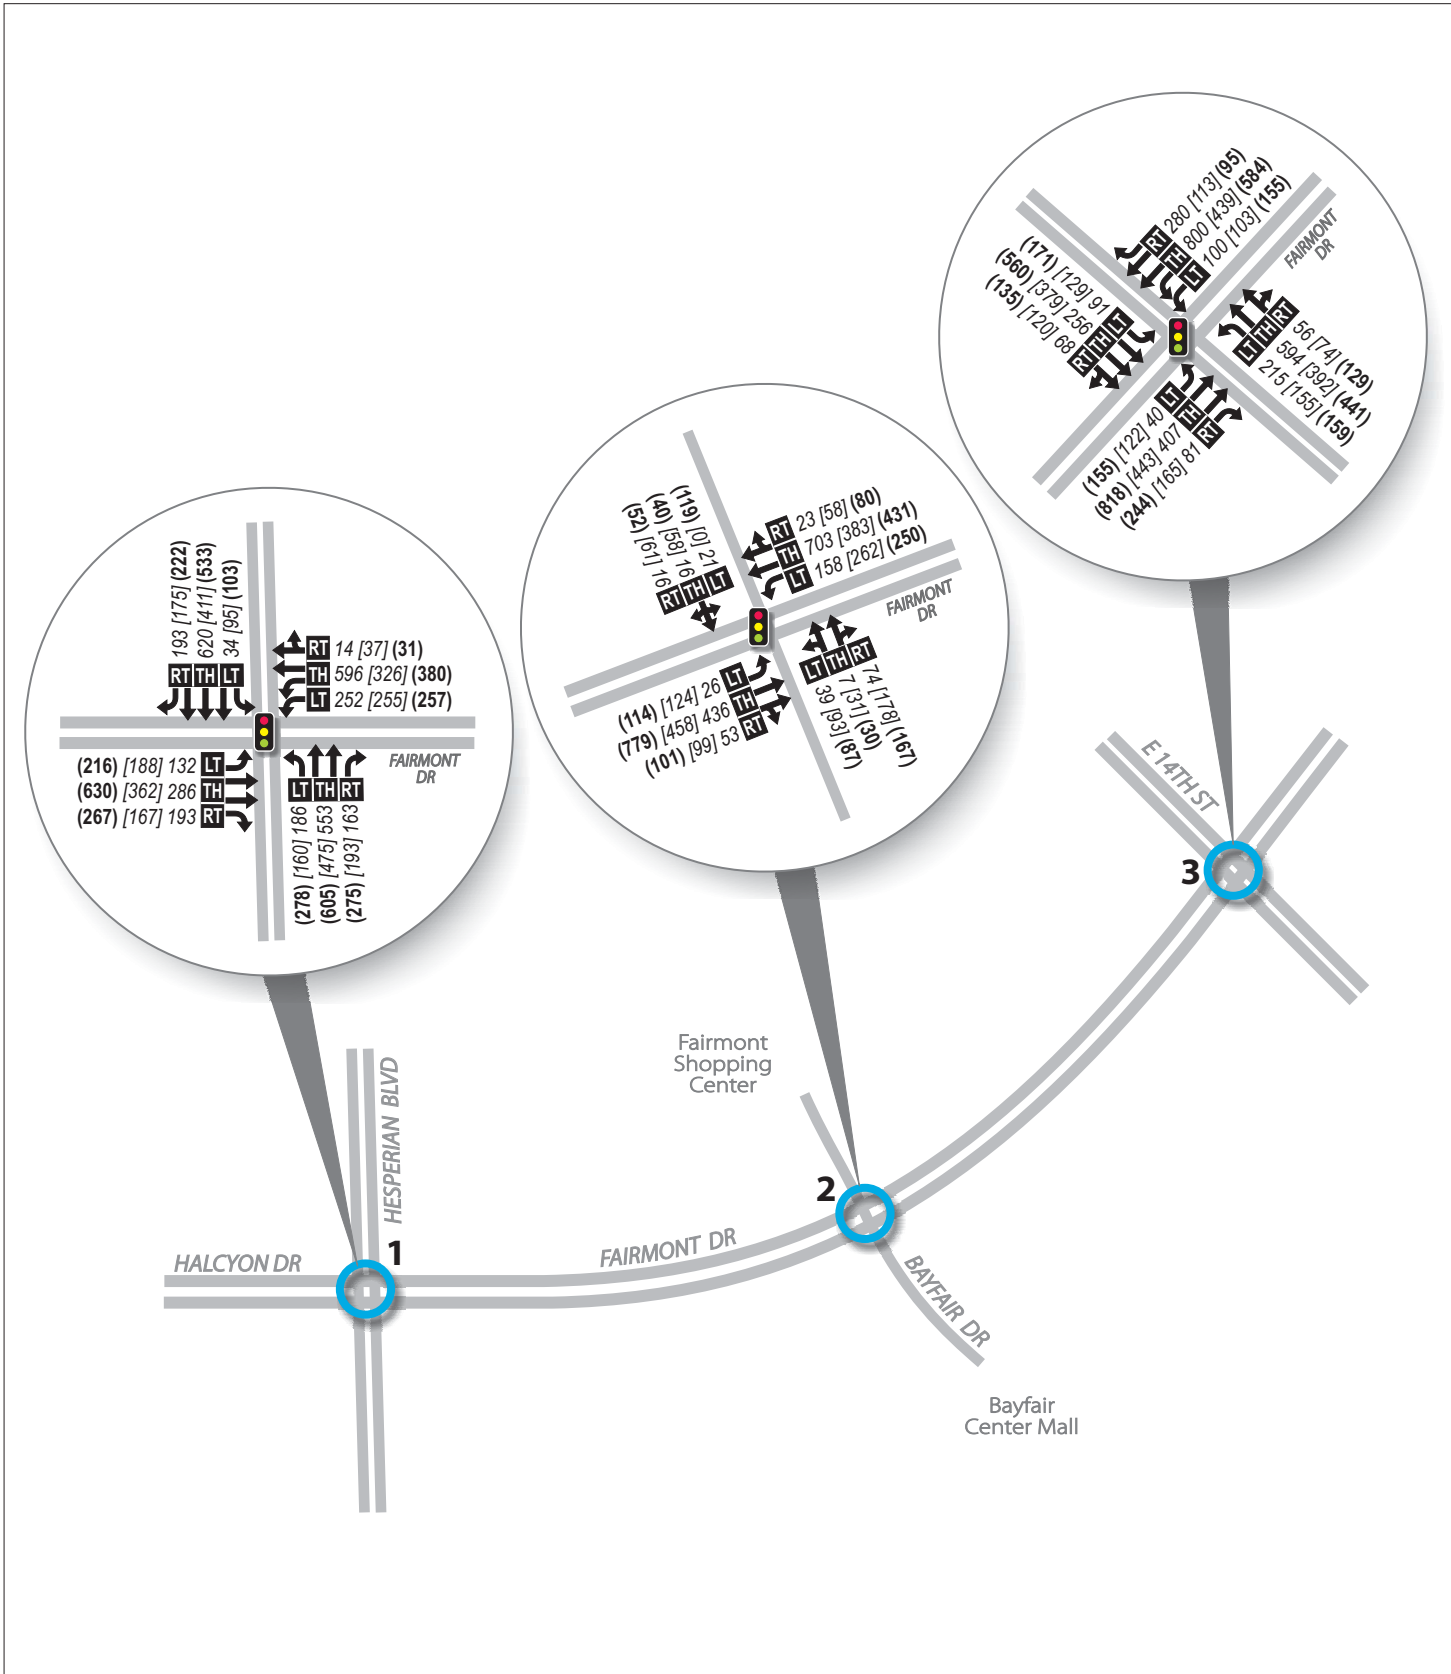 RT 280 [113] (95)
TH 800 [439] (584)
LT 100 [103] (155)
FAIRMONT
DR
(171) [129] 91 LT
(560) [379] 256 TH
(135) [120] 68 RT
RT 56 [74] (129)
TH 594 [392] (441)
LT 215 [155] (159)
(155) [122] 40 LT
(818) [443] 407 TH
(244) [165] 81 RT
(119) [0] 21 LT
(40) [58] 16 TH
(52) [61] 16 RT
RT 23 [58] (80)
TH 703 [383] (431)
LT 158 [262] (250)
FAIRMONT
DR
(114) [124] 26 LT
(779) [458] 436 TH
(101) [99] 53 RT
LT 39 [93] (87)
TH 7 [31] (30)
RT 74 [178] (167)
RT 193 [175] (222)
TH 620 [411] (533)
LT 34 [95] (103)
RT 14 [37] (31)
TH 596 [326] (380)
LT 252 [255] (257)
FAIRMONT
DR
(216) [188] 132 LT
(630) [362] 286 TH
(267) [167] 193 RT
(278) [160] 186 LT
(605) [475] 553 TH
(275) [193] 163 RT
E 14TH ST
3
Fairmont
Shopping
Center
HESPERIAN BLVD
2
1
HALCYON DR
FAIRMONT DR
BAYFAIR DR
Bayfair
Center Mall